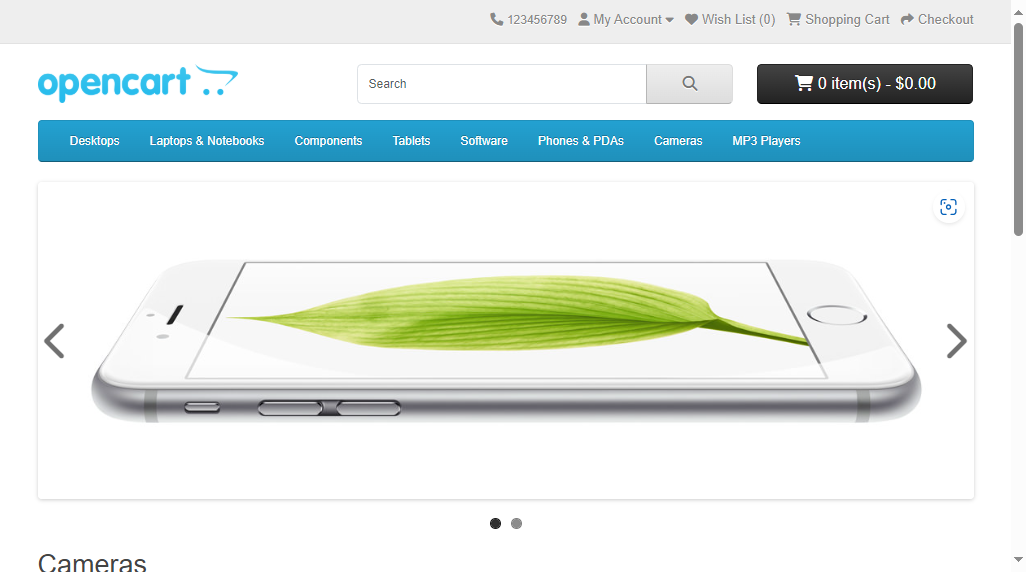 123456789 My Account Wish List (0) Shopping Cart Checkout
opencart
Search
0 item(s) - $0.00
Desktops Laptops & Notebooks Components Tablets Software Phones & PDAs Cameras MP3 Players
Cameras